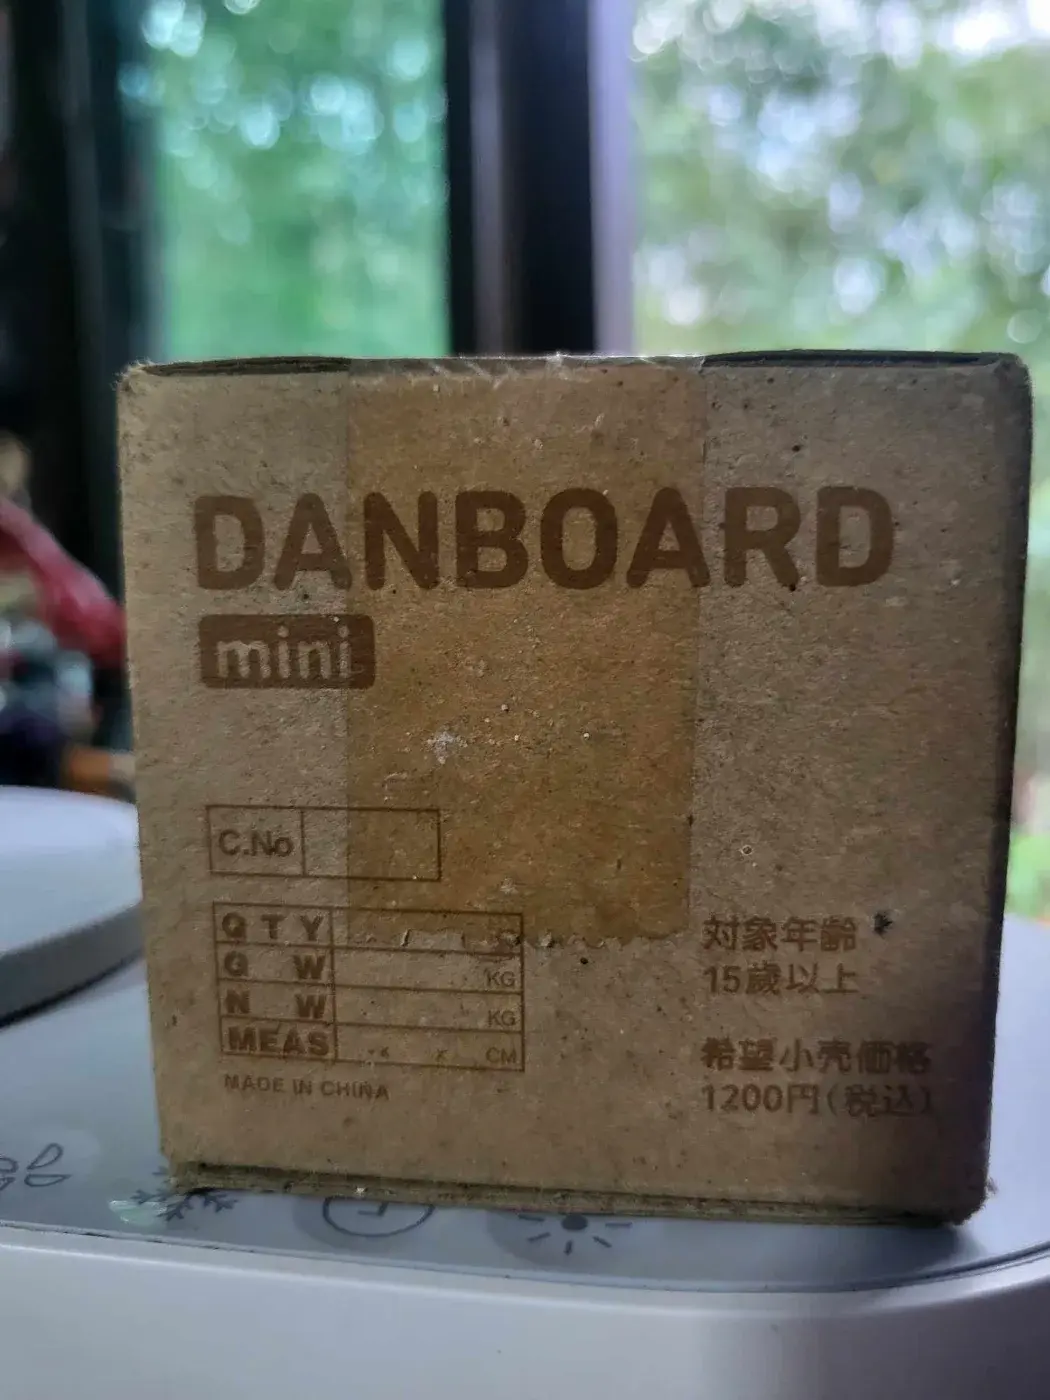 DANBOARD
mini
C.No
QTY
G W KG
N W KG
MEAS x x CM
MADE IN CHINA
対象年齢
15歳以上
希望小売価格
1200円(税込)